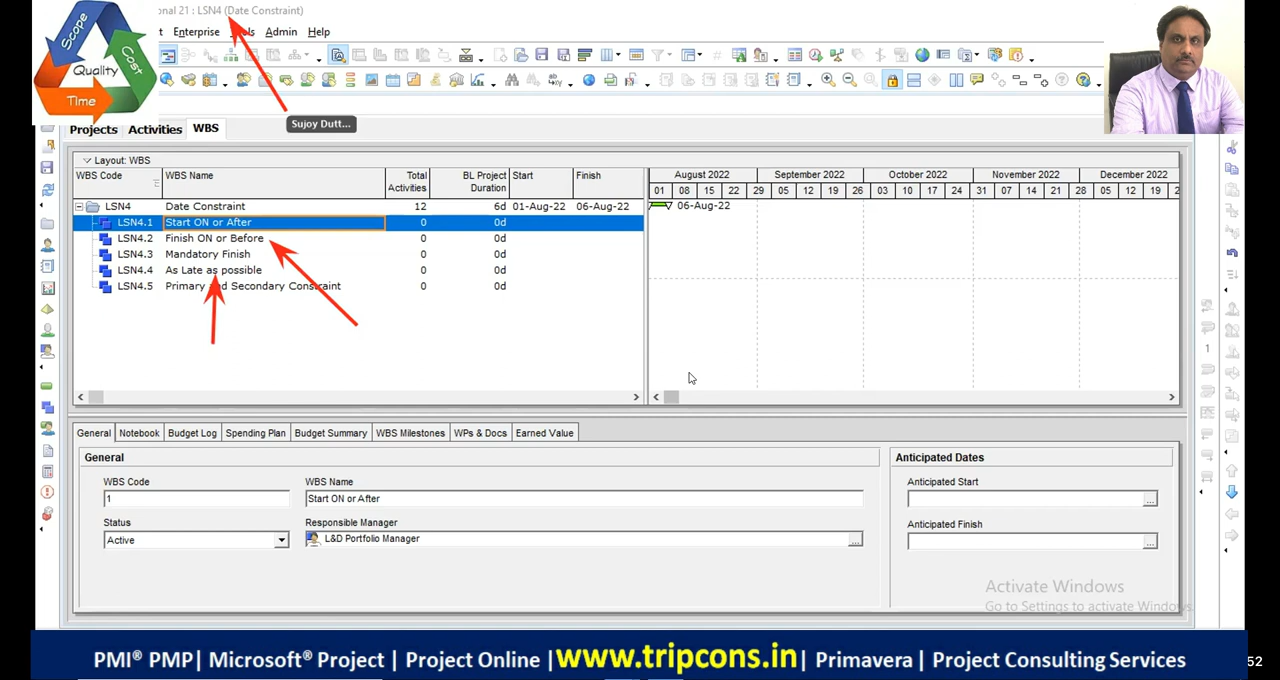 onal 21 : LSN4 (Date Constraint)
Scope
Cost
Quality
Time
t Enterprise Tools Admin Help
Sujoy Dutt...
Projects Activities WBS
Layout: WBS
WBS Code WBS Name Total Activities BL Project Duration Start Finish
August 2022 September 2022 October 2022 November 2022 December 2022
01 08 15 22 29 05 12 19 26 03 10 17 24 31 07 14 21 28 05 12 19 2
LSN4 Date Constraint 12 6d 01-Aug-22 06-Aug-22 06-Aug-22
LSN4.1 Start ON or After 0 0d
LSN4.2 Finish ON or Before 0 0d
LSN4.3 Mandatory Finish 0 0d
LSN4.4 As Late as possible 0 0d
LSN4.5 Primary and Secondary Constraint 0 0d
1
General Notebook Budget Log Spending Plan Budget Summary WBS Milestones WPs & Docs Earned Value
General
Anticipated Dates
WBS Code WBS Name Anticipated Start
1 Start ON or After ...
Status Responsible Manager Anticipated Finish
Active L&D Portfolio Manager ... ...
Activate Windows
Go to Settings to activate Windows.
PMI® PMP| Microsoft® Project | Project Online |www.tripcons.in| Primavera | Project Consulting Services
52